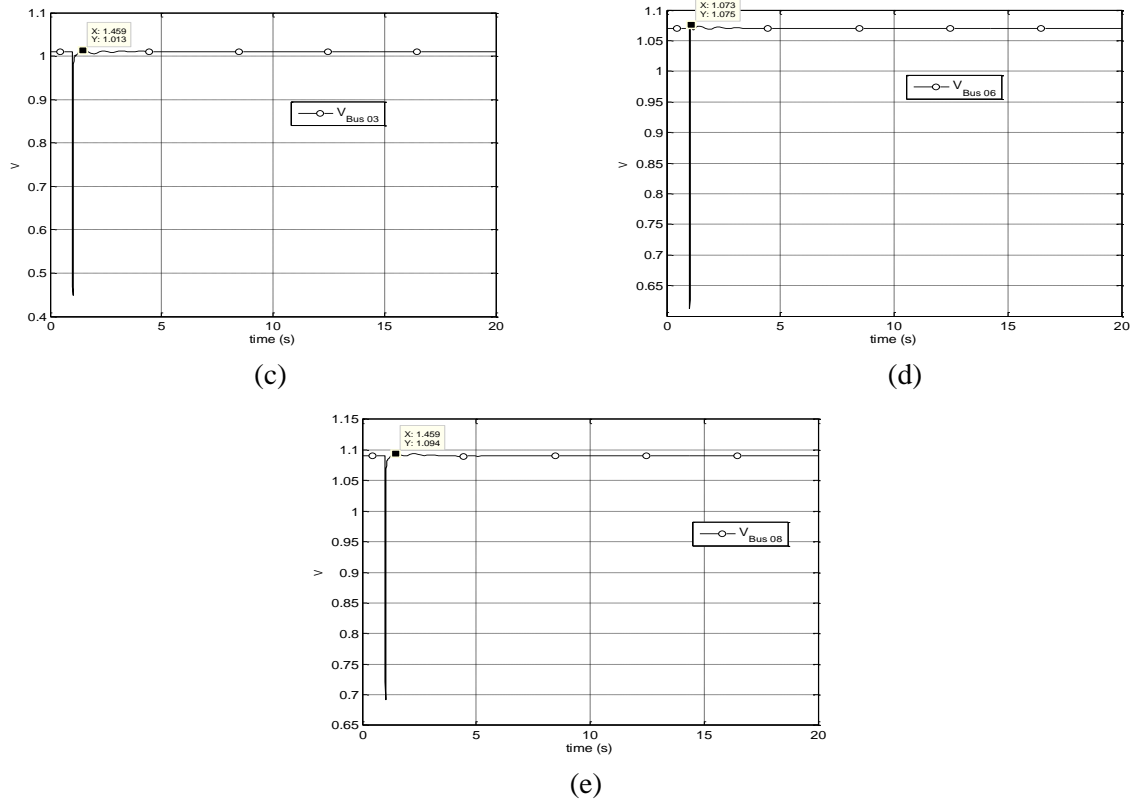 1.1
1
0.9
0.8
0.7
0.6
0.5
0.4
V
X: 1.459
Y: 1.013
V Bus 03
0
5
10
15
20
time (s)
(c)
1.1
1.05
1
0.95
0.9
0.85
0.8
0.75
0.7
0.65
V
X: 1.073
Y: 1.075
V Bus 06
0
5
10
15
20
time (s)
(d)
1.15
1.1
1.05
1
0.95
0.9
0.85
0.8
0.75
0.7
0.65
V
X: 1.459
Y: 1.094
V Bus 08
0
5
10
15
20
time (s)
(e)